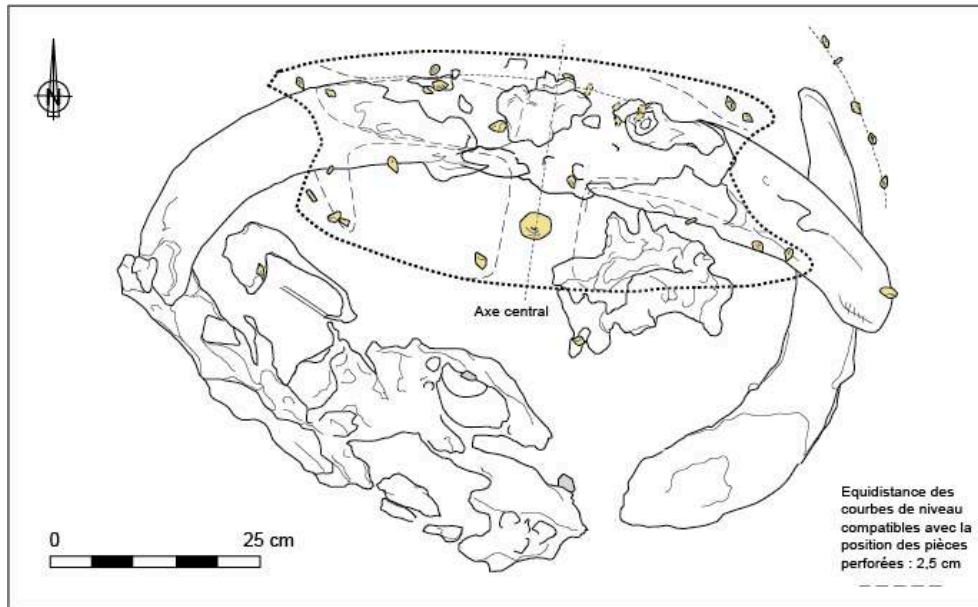 N
Axe central
Equidistance des
courbes de niveau
compatibles avec la
position des pièces
perforées : 2,5 cm
0 25 cm